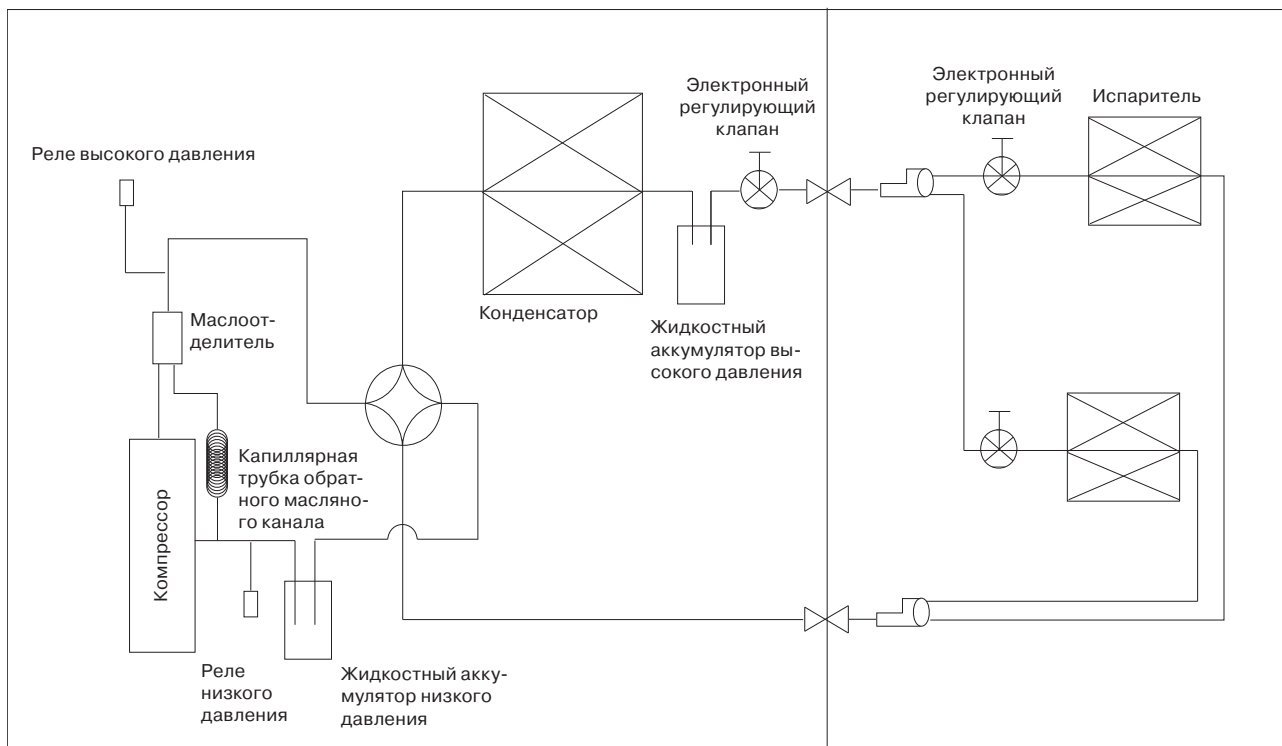 Электронный
регулирующий
клапан
Электронный
регулирующий
клапан
Испаритель
Реле высокого давления
Конденсатор
Жидкостный
аккумулятор вы-
сокого давления
Маслоот-
делитель
Капиллярная
трубка обрат-
ного масляно-
го канала
Компрессор
Реле
низкого
давления
Жидкостный акку-
мулятор низкого
давления